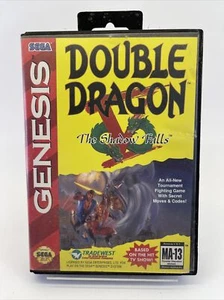 SEGA
GENESIS
DOUBLE
DRAGON
The Shadow Falls
An All-New
Tournament
Fighting Game
with Secret
Moves & Codes!
TRADEWEST
BASED
ON THE HIT
TV SHOW!
MA-13
SEGA